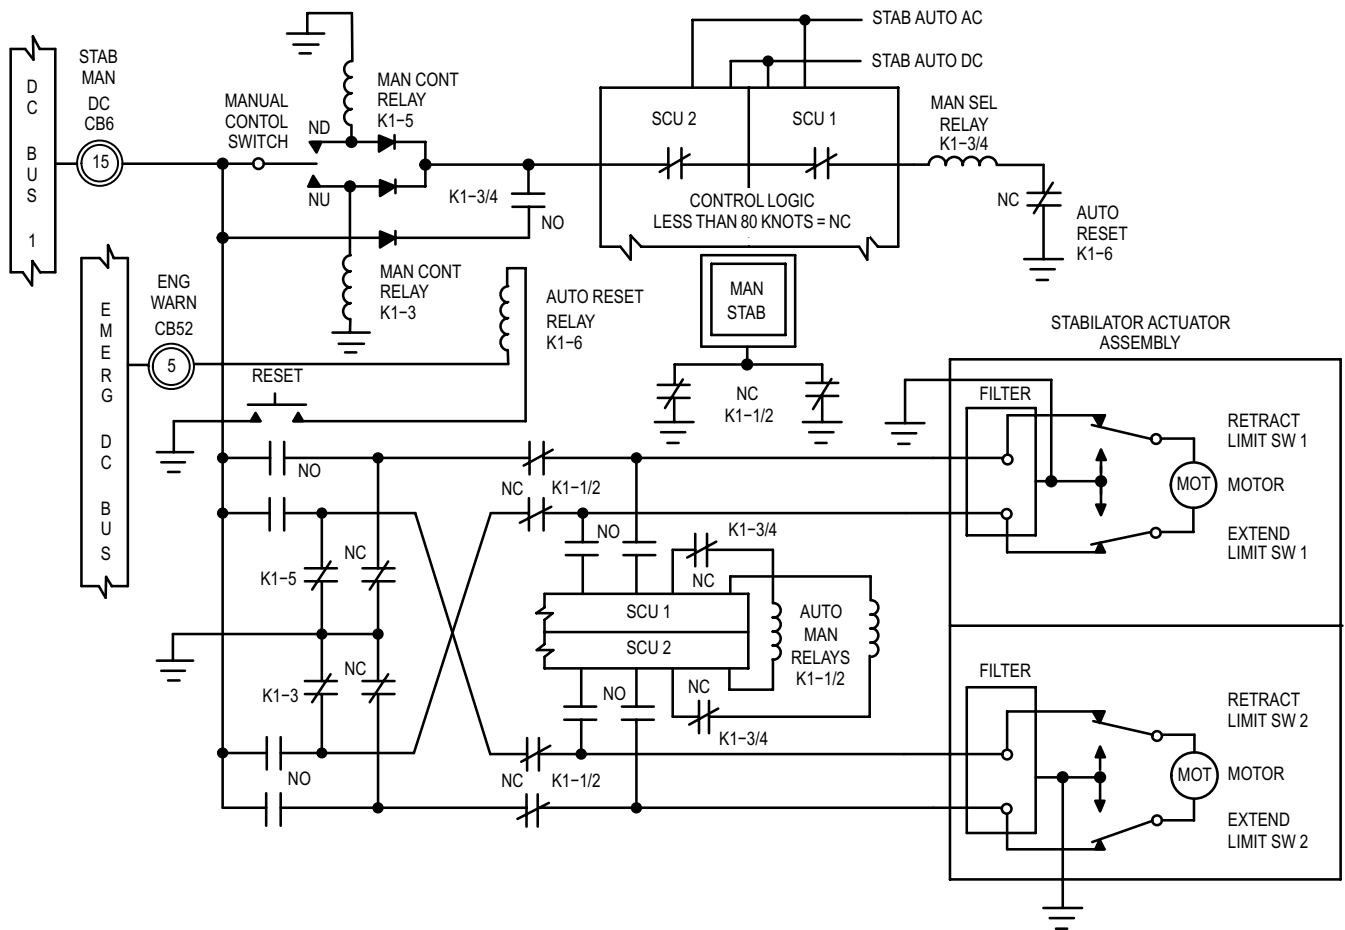 STAB AUTO AC
STAB AUTO DC
DC BUS 1
STAB
MAN
DC
CB6
15
MANUAL
CONTOL
SWITCH
ND
NU
MAN CONT
RELAY
K1-5
K1-3/4
NO
SCU 2
SCU 1
CONTROL LOGIC
LESS THAN 80 KNOTS = NC
MAN SEL
RELAY
K1-3/4
NC
AUTO
RESET
K1-6
EMERG DC BUS
ENG
WARN
CB52
5
MAN CONT
RELAY
K1-3
AUTO RESET
RELAY
K1-6
RESET
MAN
STAB
NC
K1-1/2
STABILATOR ACTUATOR
ASSEMBLY
FILTER
RETRACT
LIMIT SW 1
MOT
MOTOR
EXTEND
LIMIT SW 1
NO
NC
K1-1/2
NO
K1-3/4
NC
K1-5
NC
SCU 1
SCU 2
AUTO
MAN
RELAYS
K1-1/2
K1-3
NC
NO
NC
K1-3/4
NO
NC
K1-1/2
FILTER
RETRACT
LIMIT SW 2
MOT
MOTOR
EXTEND
LIMIT SW 2